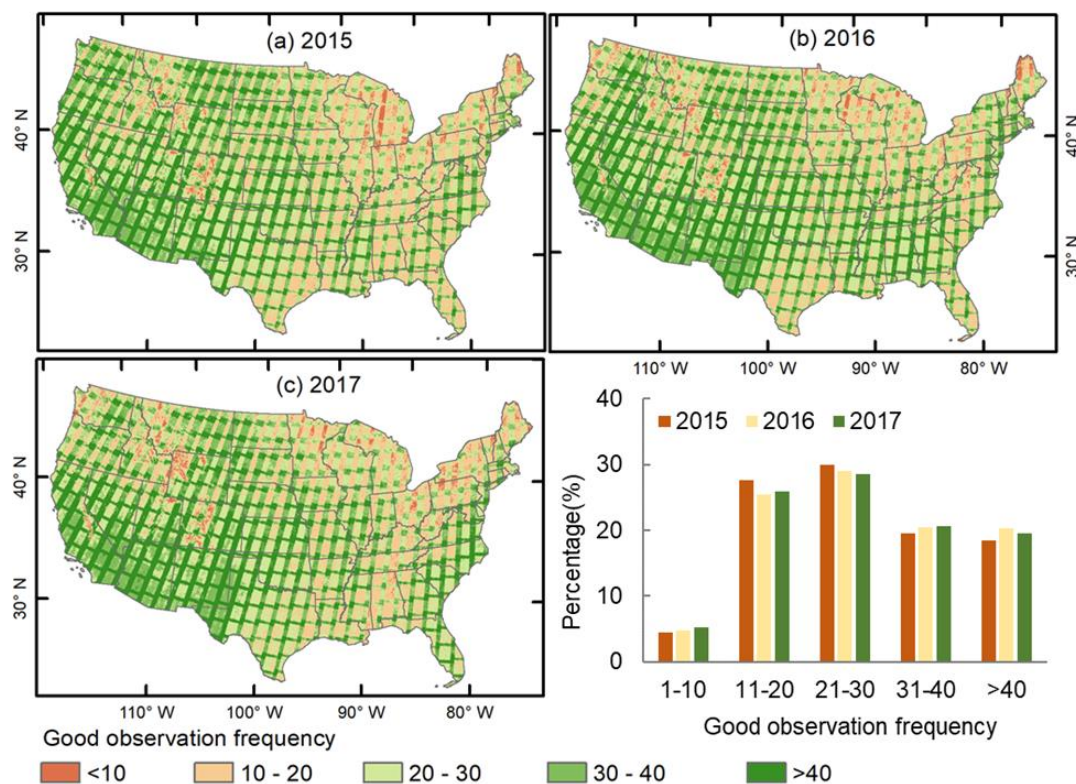 (a) 2015
(b) 2016
40° N
30° N
40° N
30° N
110° W 100° W 90° W 80° W
(c) 2017
40° N
30° N
110° W 100° W 90° W 80° W
40
30
20
10
0
Percentage(%)
2015 2016 2017
1-10 11-20 21-30 31-40 >40
Good observation frequency
Good observation frequency
<10 10 - 20 20 - 30 30 - 40 >40